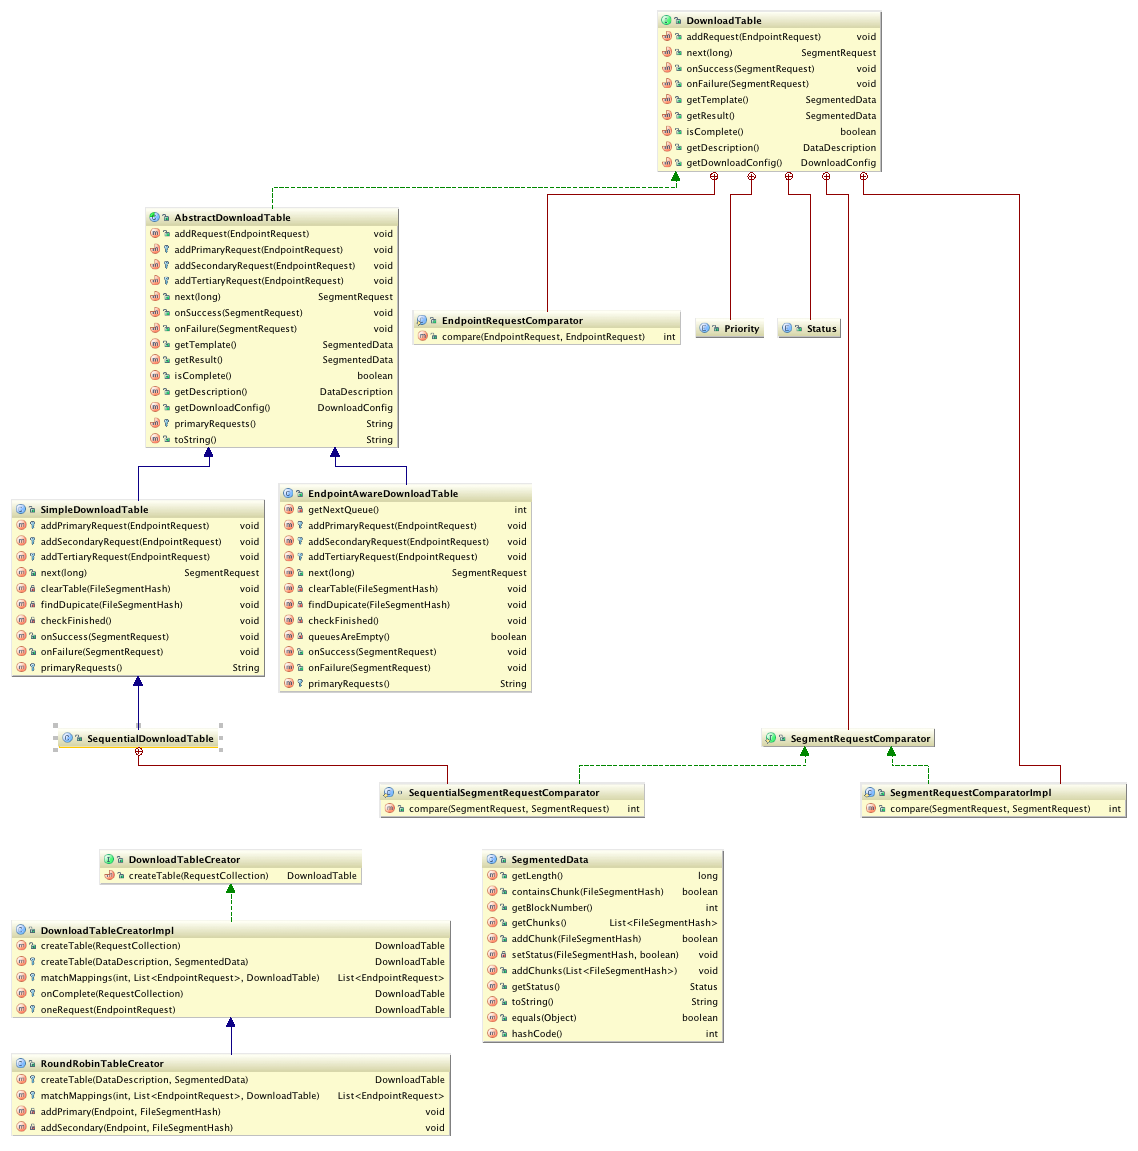 DownloadTable
addRequest(EndpointRequest) void
next(long) SegmentRequest
onSuccess(SegmentRequest) void
onFailure(SegmentRequest) void
getTemplate() SegmentedData
getResult() SegmentedData
isComplete() boolean
getDescription() DataDescription
getDownloadConfig() DownloadConfig
AbstractDownloadTable
addRequest(EndpointRequest) void
addPrimaryRequest(EndpointRequest) void
addSecondaryRequest(EndpointRequest) void
addTertiaryRequest(EndpointRequest) void
next(long) SegmentRequest
onSuccess(SegmentRequest) void
onFailure(SegmentRequest) void
getTemplate() SegmentedData
getResult() SegmentedData
isComplete() boolean
getDescription() DataDescription
getDownloadConfig() DownloadConfig
primaryRequests() String
toString() String
EndpointRequestComparator
compare(EndpointRequest, EndpointRequest) int
Priority
Status
SimpleDownloadTable
addPrimaryRequest(EndpointRequest) void
addSecondaryRequest(EndpointRequest) void
addTertiaryRequest(EndpointRequest) void
next(long) SegmentRequest
clearTable(FileSegmentHash) void
findDupicate(FileSegmentHash) void
checkFinished() void
onSuccess(SegmentRequest) void
onFailure(SegmentRequest) void
primaryRequests() String
EndpointAwareDownloadTable
getNextQueue() int
addPrimaryRequest(EndpointRequest) void
addSecondaryRequest(EndpointRequest) void
addTertiaryRequest(EndpointRequest) void
next(long) SegmentRequest
clearTable(FileSegmentHash) void
findDupicate(FileSegmentHash) void
checkFinished() void
queuesAreEmpty() boolean
onSuccess(SegmentRequest) void
onFailure(SegmentRequest) void
primaryRequests() String
SequentialDownloadTable
SegmentRequestComparator
SequentialSegmentRequestComparator
compare(SegmentRequest, SegmentRequest) int
SegmentRequestComparatorImpl
compare(SegmentRequest, SegmentRequest) int
DownloadTableCreator
createTable(RequestCollection) DownloadTable
DownloadTableCreatorImpl
createTable(RequestCollection) DownloadTable
createTable(DataDescription, SegmentedData) DownloadTable
matchMappings(int, List<EndpointRequest>, DownloadTable) List<EndpointRequest>
onComplete(RequestCollection) DownloadTable
oneRequest(EndpointRequest) DownloadTable
RoundRobinTableCreator
createTable(DataDescription, SegmentedData) DownloadTable
matchMappings(int, List<EndpointRequest>, DownloadTable) List<EndpointRequest>
addPrimary(Endpoint, FileSegmentHash) void
addSecondary(Endpoint, FileSegmentHash) void
SegmentedData
getLength() long
containsChunk(FileSegmentHash) boolean
getBlockNumber() int
getChunks() List<FileSegmentHash>
addChunk(FileSegmentHash) boolean
setStatus(FileSegmentHash, boolean) void
addChunks(List<FileSegmentHash>) void
getStatus() Status
toString() String
equals(Object) boolean
hashCode() int